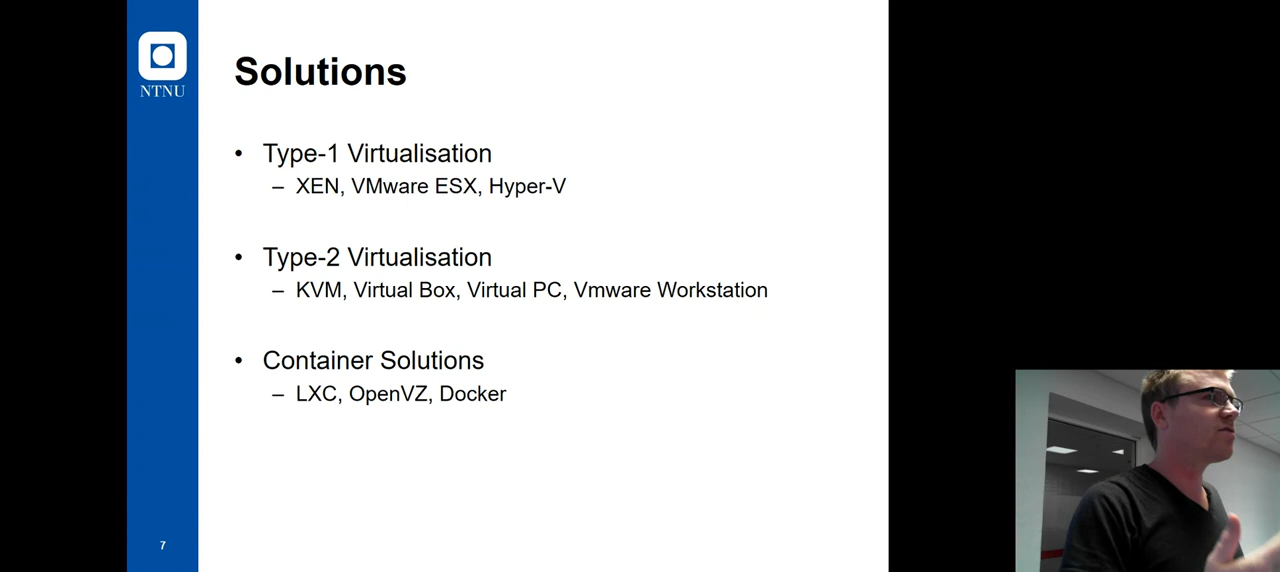 NTNU
Solutions
• Type-1 Virtualisation
– XEN, VMware ESX, Hyper-V
• Type-2 Virtualisation
– KVM, Virtual Box, Virtual PC, Vmware Workstation
• Container Solutions
– LXC, OpenVZ, Docker
7